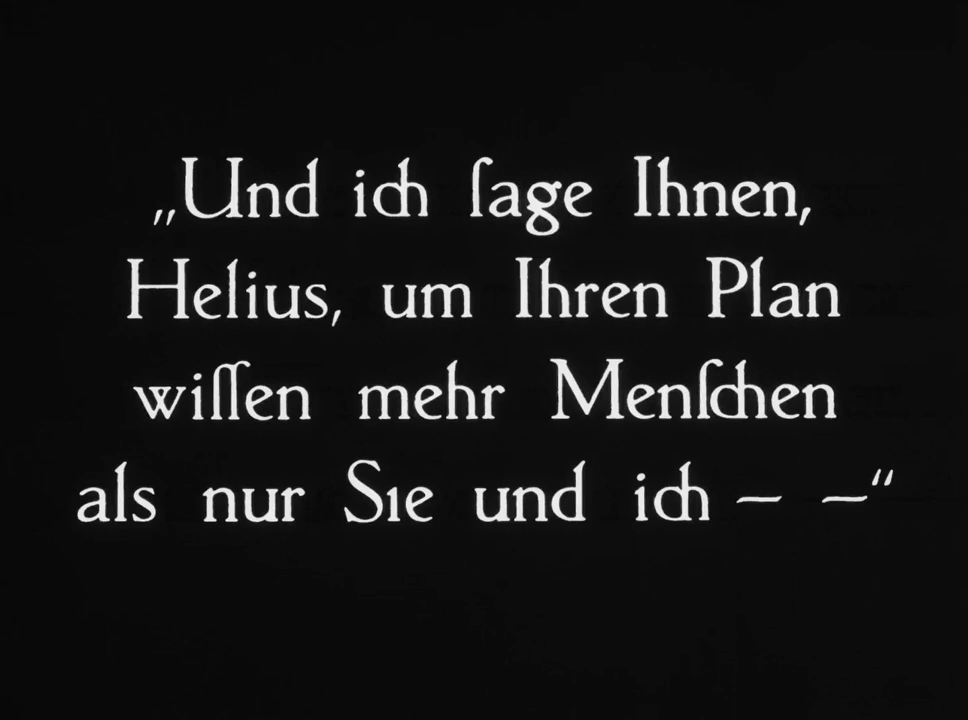 „Und ich ſage Ihnen,
Helius, um Ihren Plan
wiſſen mehr Menſchen
als nur Sie und ich – –“